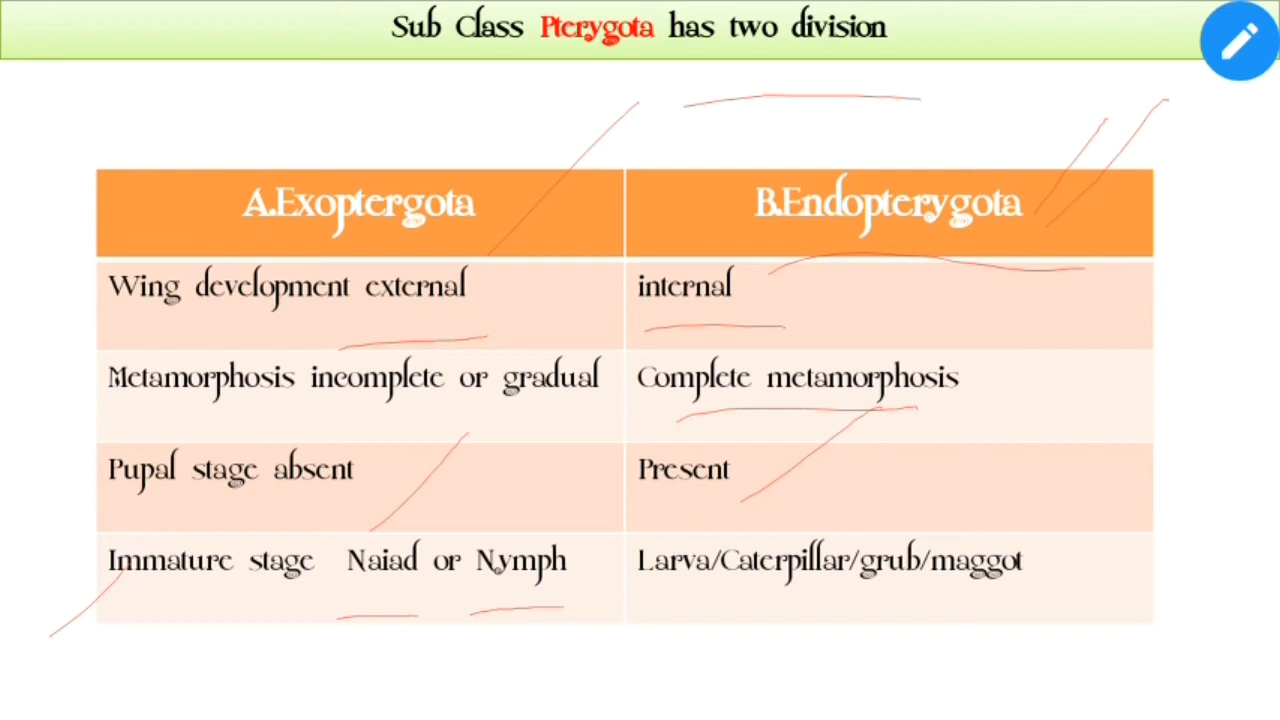 Sub Class Pterygota has two division
A.Exoptergota
B.Endopterygota
Wing development external
internal
Metamorphosis incomplete or gradual
Complete metamorphosis
Pupal stage absent
Present
Immature stage Naiad or Nymph
Larva/Caterpillar/grub/maggot